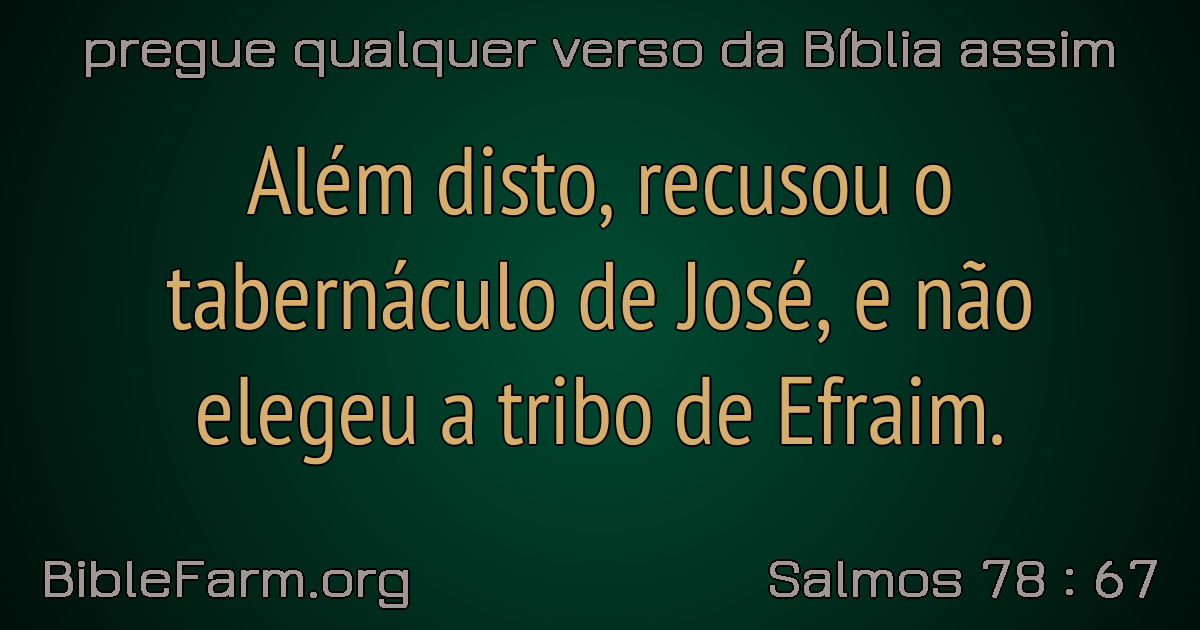 pregue qualquer verso da Bíblia assim
Além disto, recusou o
tabernáculo de José, e não
elegeu a tribo de Efraim.
BibleFarm.org
Salmos 78 : 67